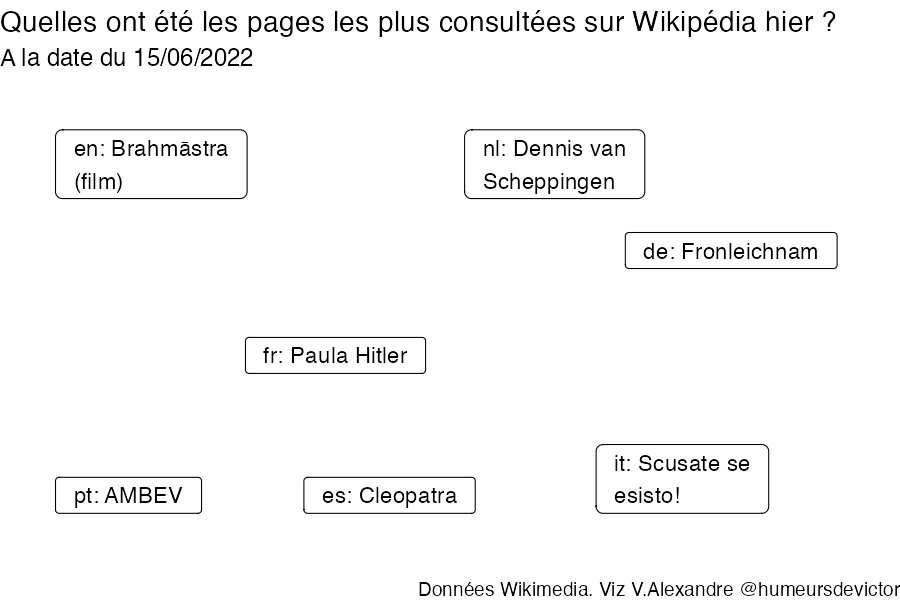 Quelles ont été les pages les plus consultées sur Wikipédia hier ?
A la date du 15/06/2022
en: Brahmāstra
(film)
nl: Dennis van
Scheppingen
de: Fronleichnam
fr: Paula Hitler
it: Scusate se
esisto!
pt: AMBEV
es: Cleopatra
Données Wikimedia. Viz V.Alexandre @humeursdevictor